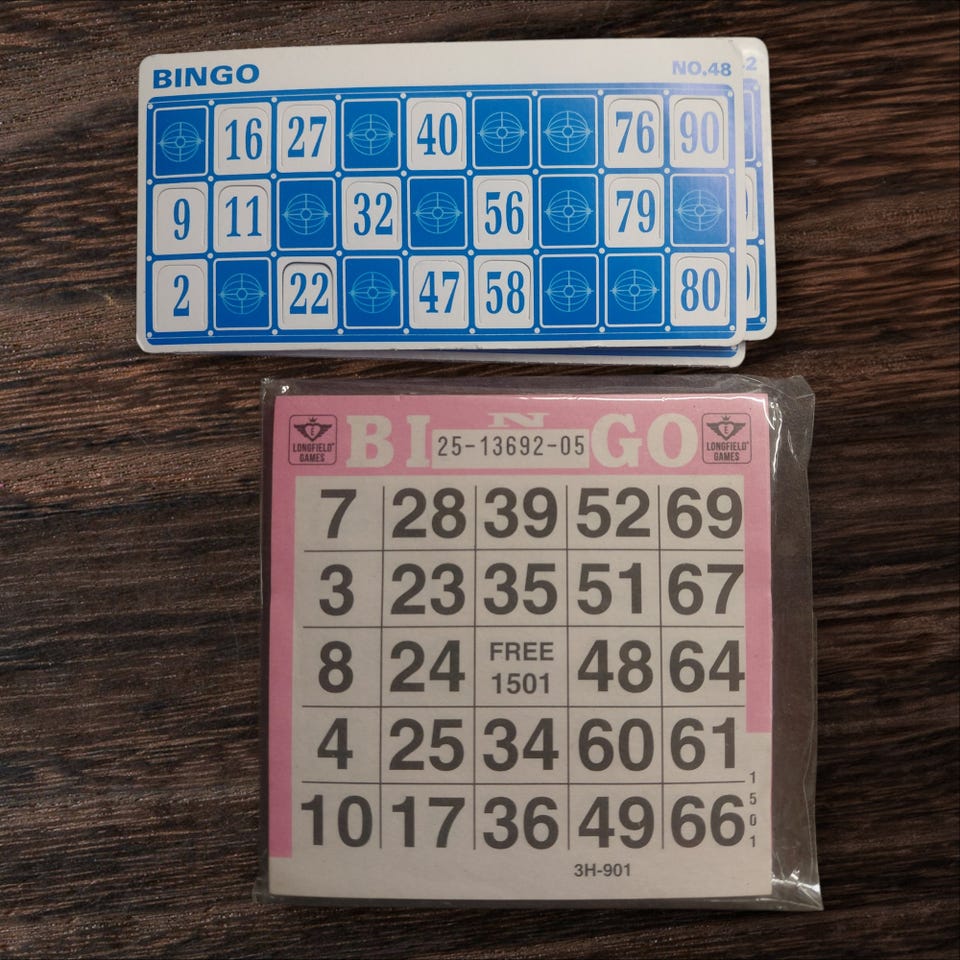 BINGO NO.48
16 27 40 76 90
9 11 32 56 79
2 22 47 58 80
BINGO
25-13692-05
E
LONGFIELD®
GAMES
E
LONGFIELD®
GAMES
7 28 39 52 69
3 23 35 51 67
8 24 FREE 48 64
1501
4 25 34 60 61
10 17 36 49 66
1501
3H-901